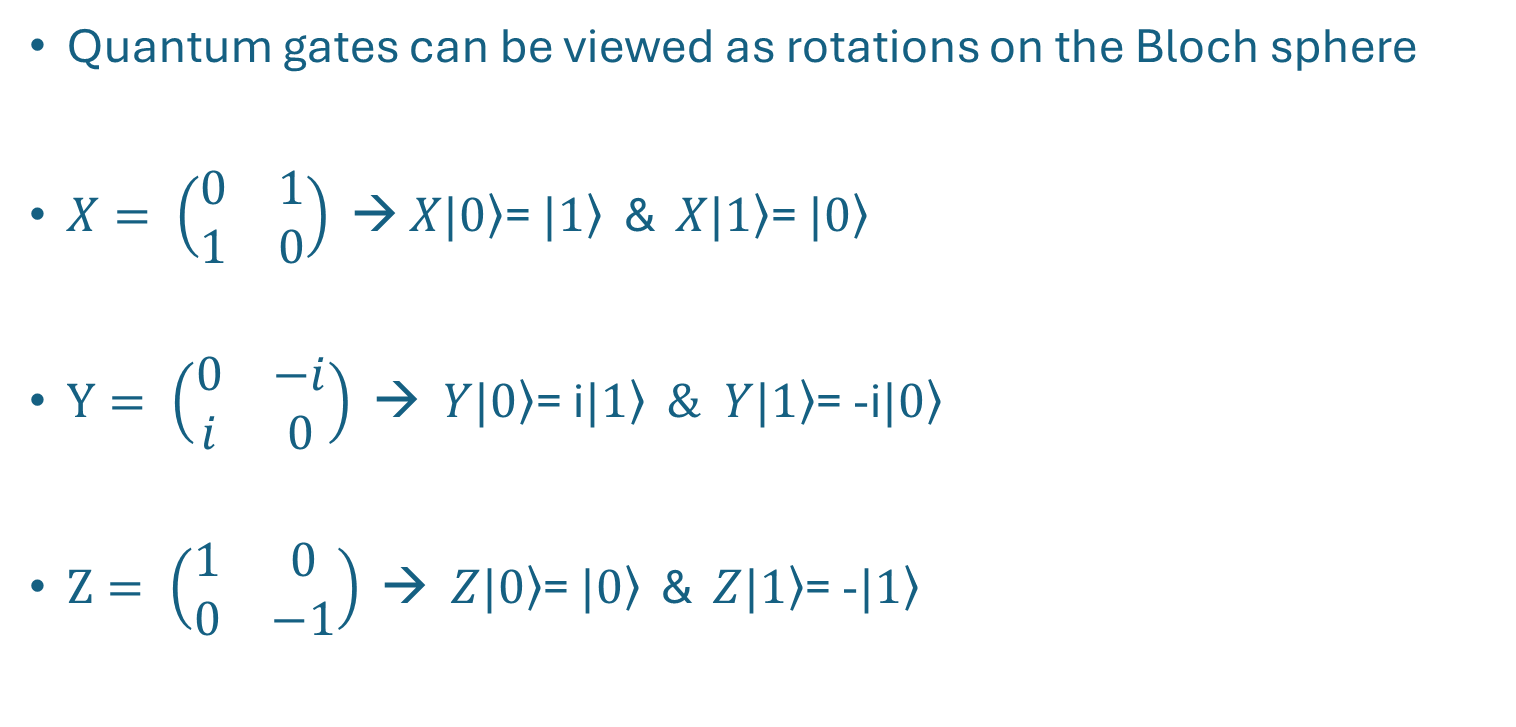 • Quantum gates can be viewed as rotations on the Bloch sphere
• X = (0 1
1 0) → X|0⟩= |1⟩ & X|1⟩= |0⟩
• Y = (0 −i
i 0) → Y|0⟩= i|1⟩ & Y|1⟩= -i|0⟩
• Z = (1 0
0 −1) → Z|0⟩= |0⟩ & Z|1⟩= -|1⟩